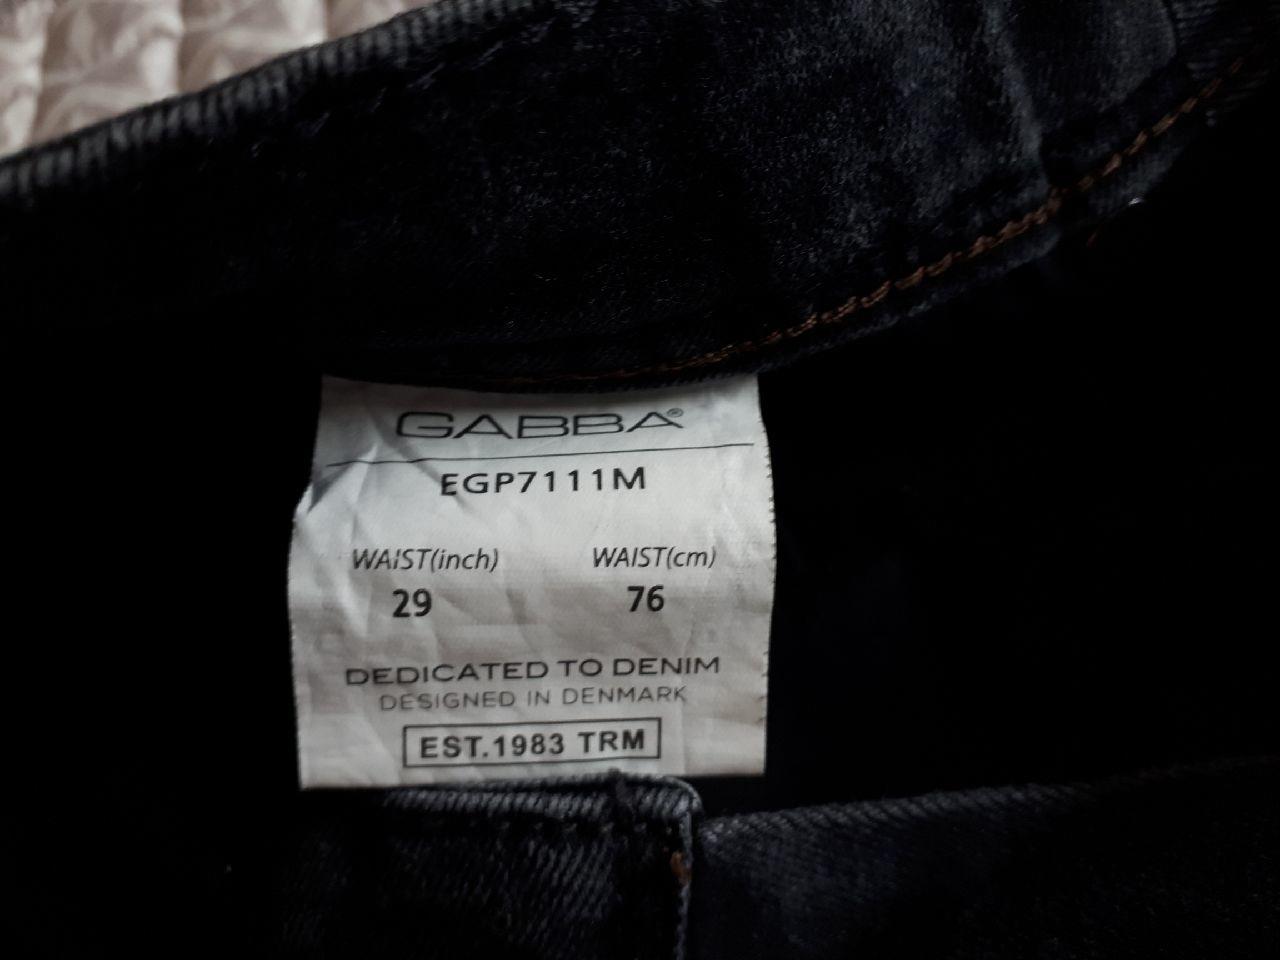 GABBA®
EGP7111M
WAIST(inch) WAIST(cm)
29 76
DEDICATED TO DENIM
DESIGNED IN DENMARK
EST.1983 TRM